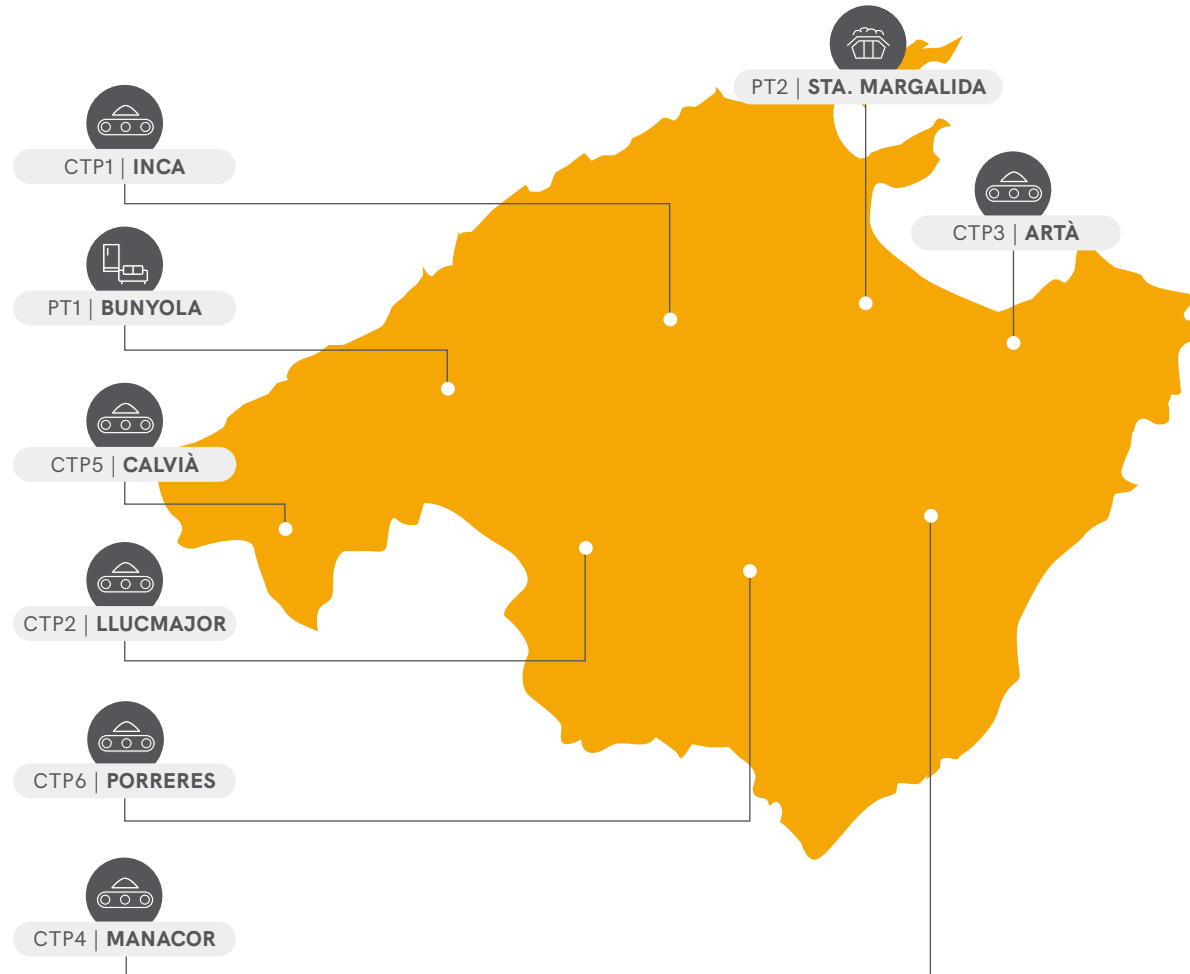 PT2 | STA. MARGALIDA
CTP1 | INCA
CTP3 | ARTÀ
PT1 | BUNYOLA
CTP5 | CALVIÀ
CTP2 | LLUCMAJOR
CTP6 | PORRERES
CTP4 | MANACOR